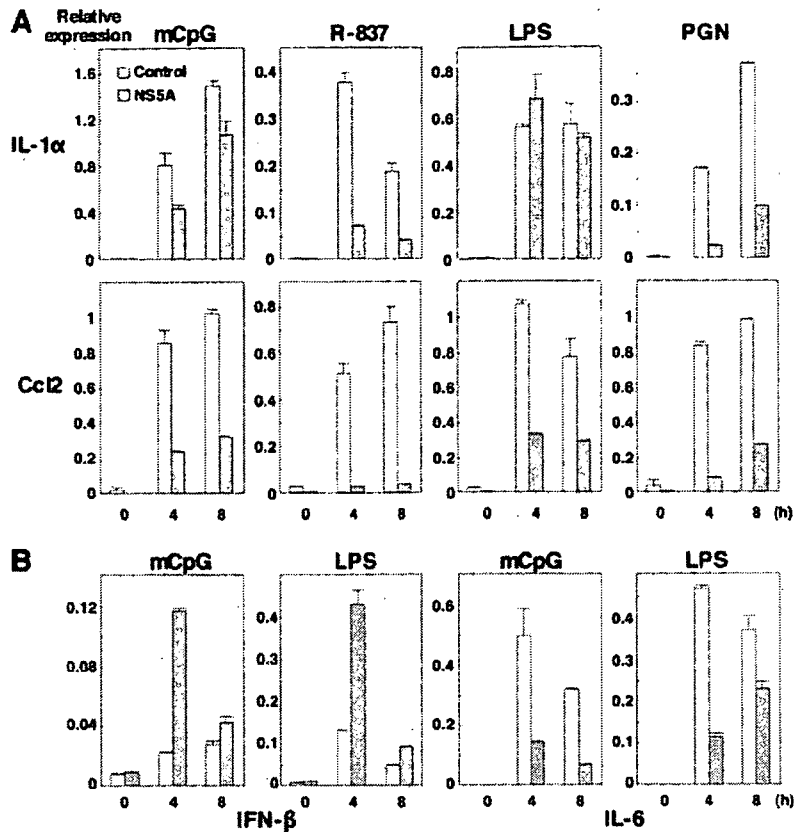 A Relative expression mCpG R-837 LPS PGN
Control
NS5A
IL-1α
1.6 1.2 0.8 0.4 0
0.4 0.3 0.2 0.1 0
0.8 0.6 0.4 0.2 0
0.3 0.2 0.1 0
Ccl2
1 0.8 0.6 0.4 0.2 0
0.8 0.6 0.4 0.2 0
1 0.8 0.6 0.4 0.2 0
1 0.8 0.6 0.4 0.2 0
0 4 8 0 4 8 0 4 8 0 4 8 (h)
B mCpG LPS mCpG LPS
0.12 0.08 0.04 0
0.4 0.3 0.2 0.1 0
0.6 0.4 0.2 0
0.4 0.3 0.2 0.1 0
0 4 8 0 4 8 0 4 8 0 4 8 (h)
IFN-β IL-6